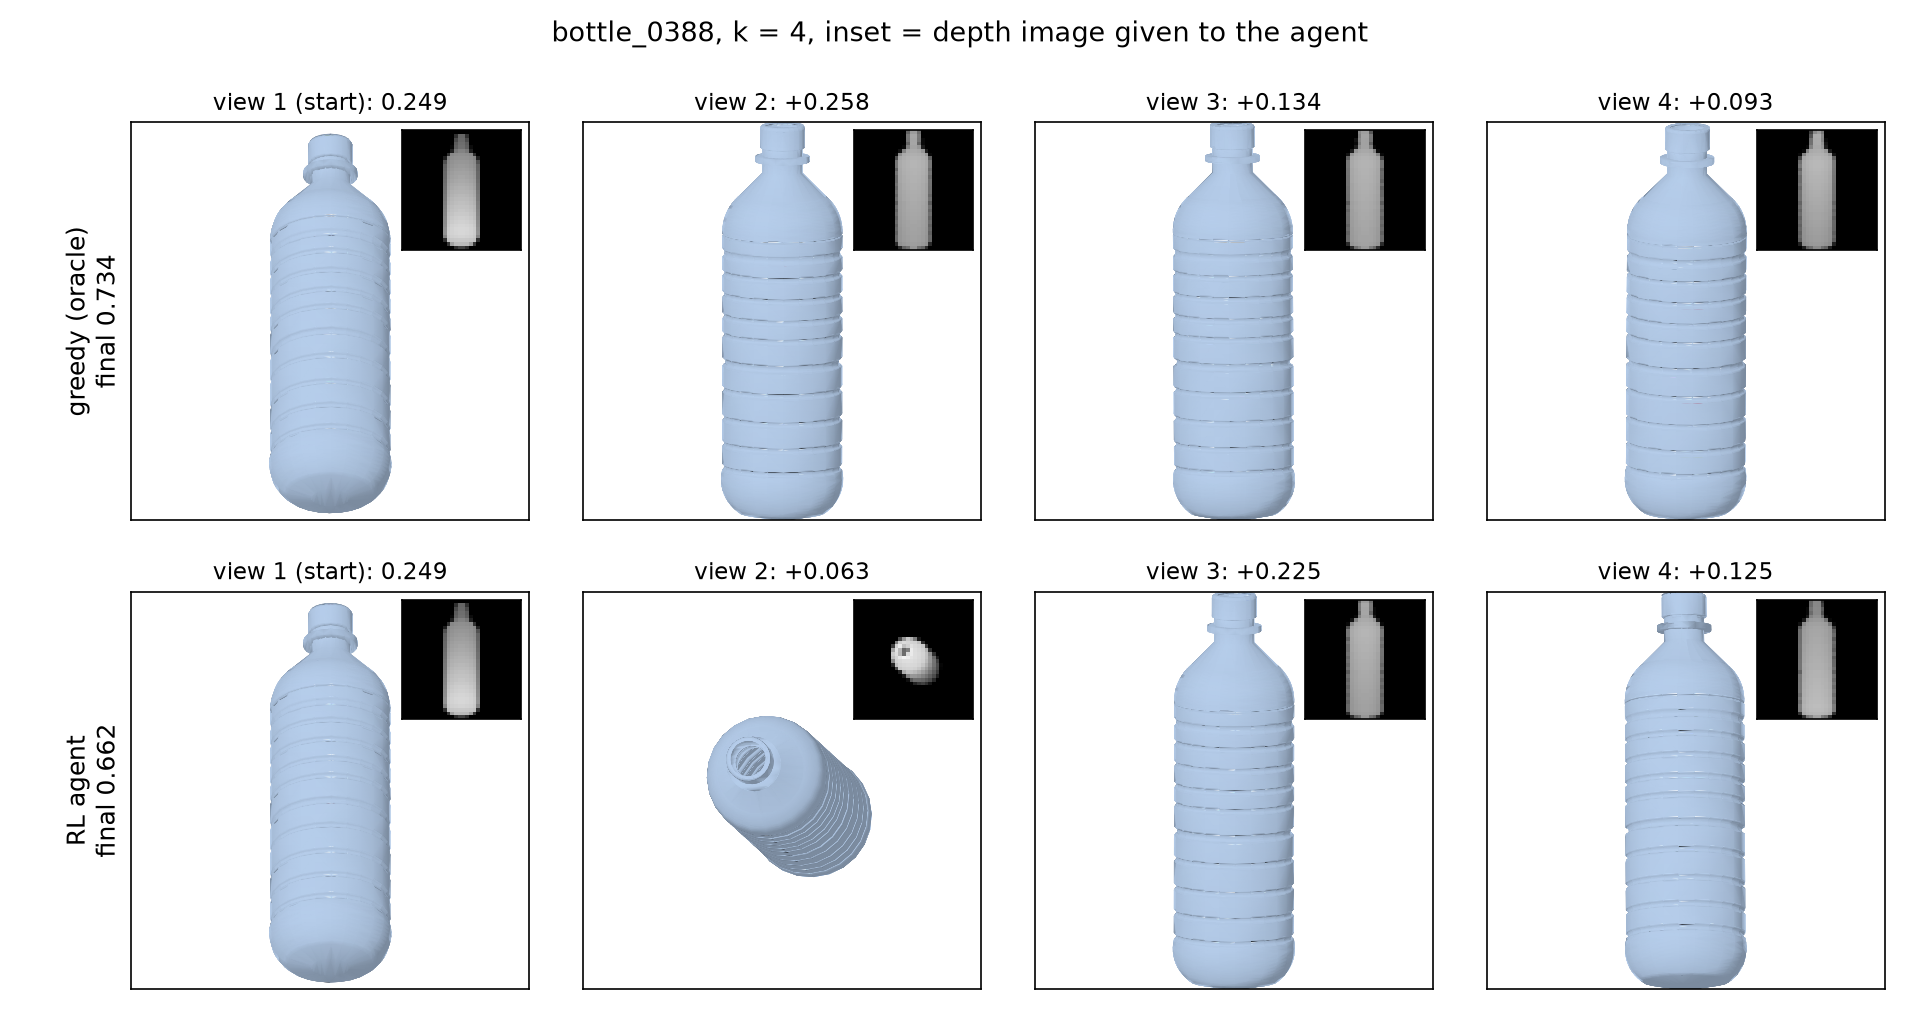 bottle_0388, k = 4, inset = depth image given to the agent
greedy (oracle)
final 0.734
view 1 (start): 0.249
view 2: +0.258
view 3: +0.134
view 4: +0.093
RL agent
final 0.662
view 1 (start): 0.249
view 2: +0.063
view 3: +0.225
view 4: +0.125